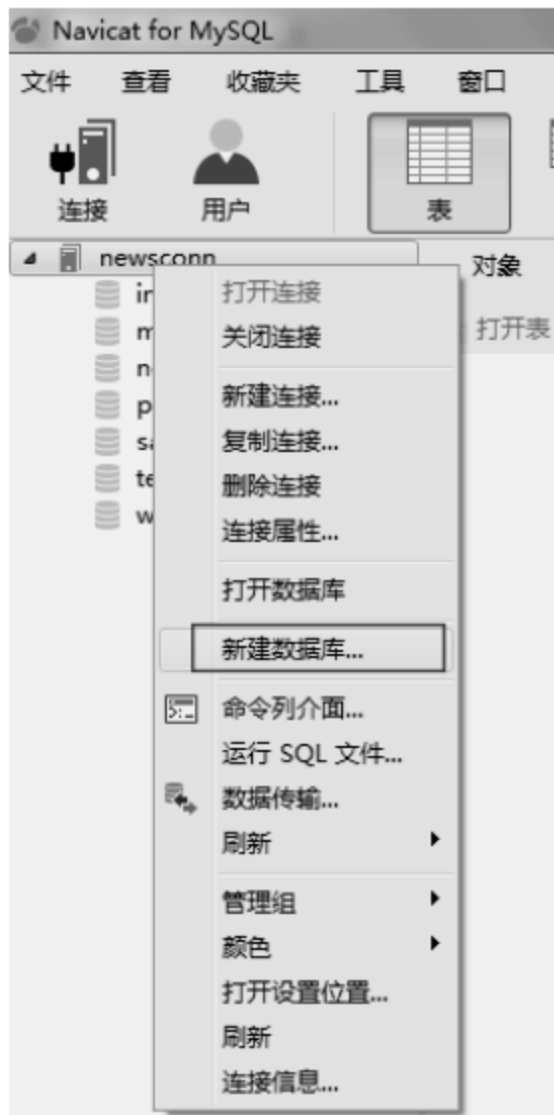 Navicat for MySQL
文件 查看 收藏夹 工具 窗口
连接 用户 表
newsconn
对象
打开表
打开连接
关闭连接
新建连接...
复制连接...
删除连接
连接属性...
打开数据库
新建数据库...
命令列介面...
运行 SQL 文件...
数据传输...
刷新
管理组
颜色
打开设置位置...
刷新
连接信息...